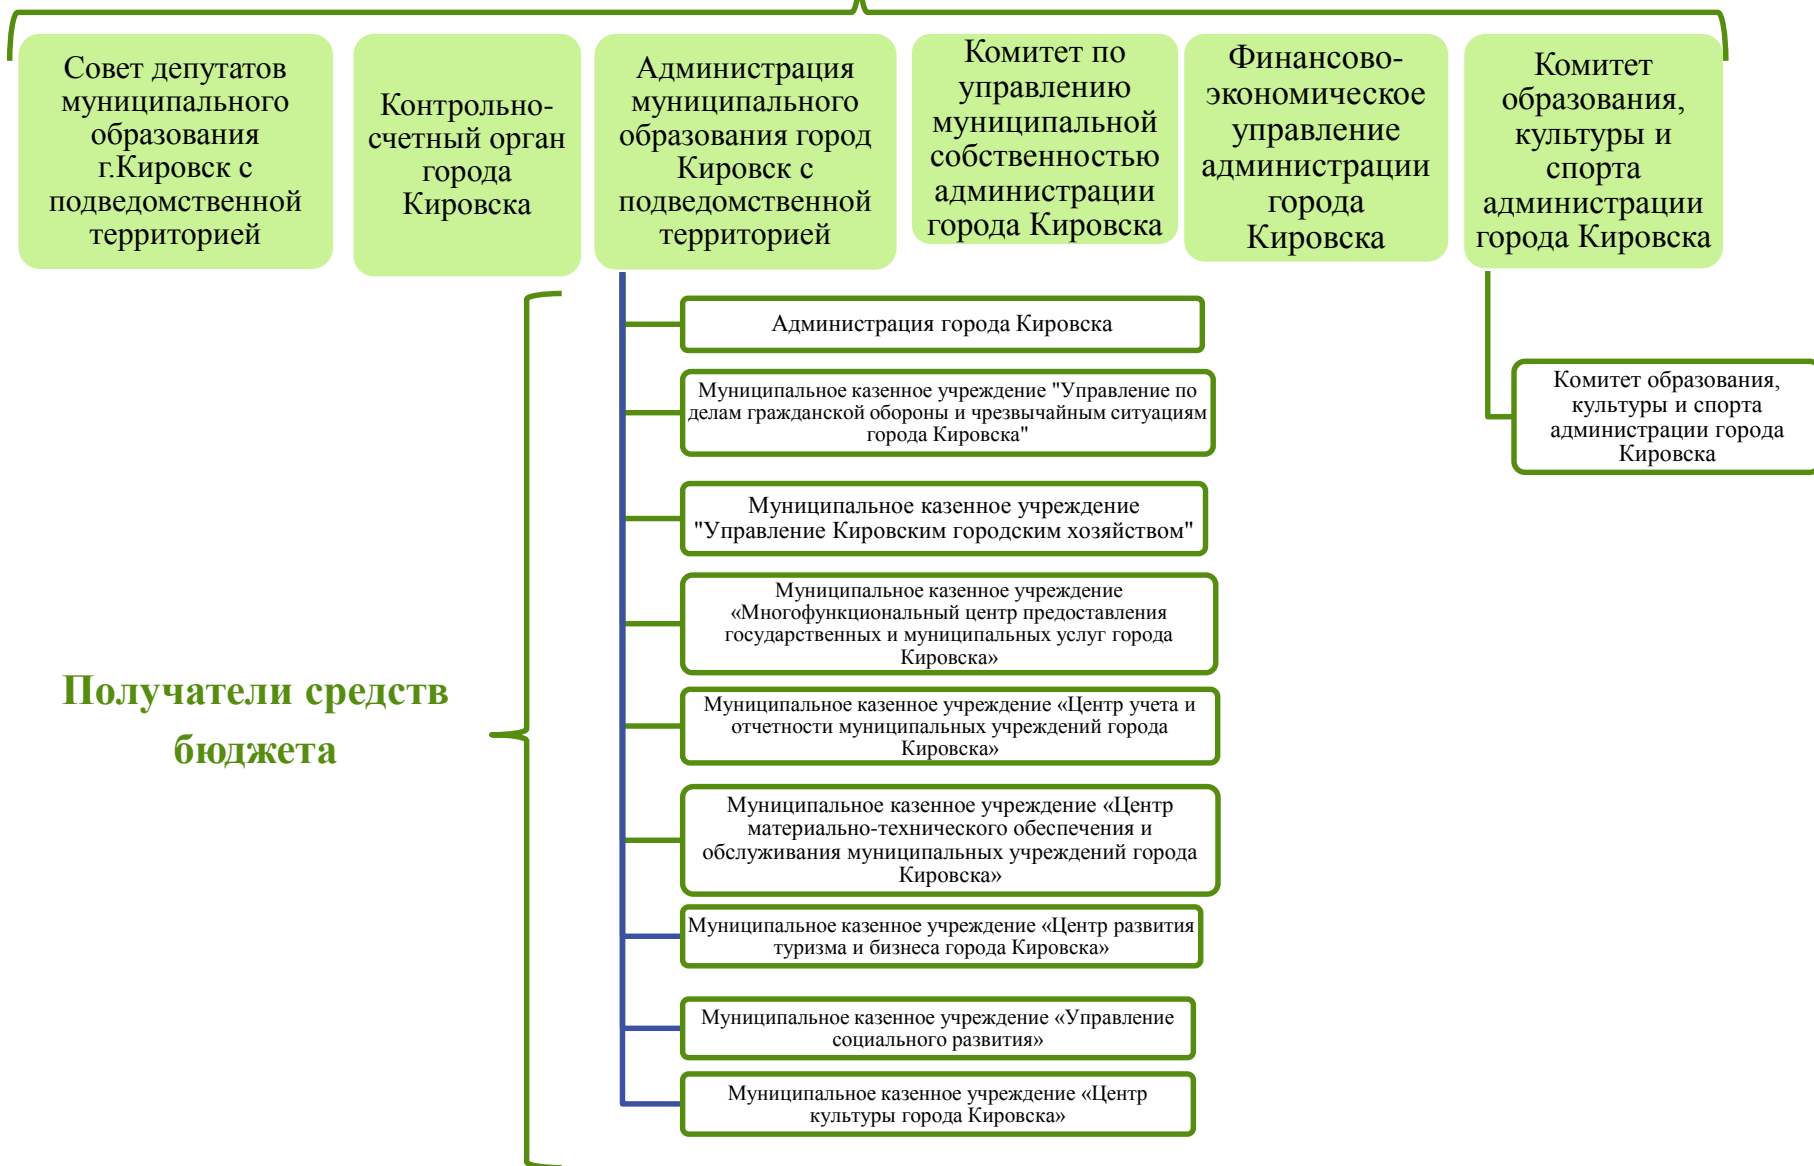 Совет депутатов
муниципального
образования
г.Кировск с
подведомственной
территорией
Контрольно-
счетный орган
города
Кировска
Администрация
муниципального
образования город
Кировск с
подведомственной
территорией
Комитет по
управлению
муниципальной
собственностью
администрации
города Кировска
Финансово-
экономическое
управление
администрации
города
Кировска
Комитет
образования,
культуры и
спорта
администрации
города Кировска
Администрация города Кировска
Муниципальное казенное учреждение "Управление по
делам гражданской обороны и чрезвычайным ситуациям
города Кировска"
Комитет образования,
культуры и спорта
администрации города
Кировска
Муниципальное казенное учреждение
"Управление Кировским городским хозяйством"
Муниципальное казенное учреждение
«Многофункциональный центр предоставления
государственных и муниципальных услуг города
Кировска»
Получатели средств
бюджета
Муниципальное казенное учреждение «Центр учета и
отчетности муниципальных учреждений города
Кировска»
Муниципальное казенное учреждение «Центр
материально-технического обеспечения и
обслуживания муниципальных учреждений города
Кировска»
Муниципальное казенное учреждение «Центр развития
туризма и бизнеса города Кировска»
Муниципальное казенное учреждение «Управление
социального развития»
Муниципальное казенное учреждение «Центр
культуры города Кировска»